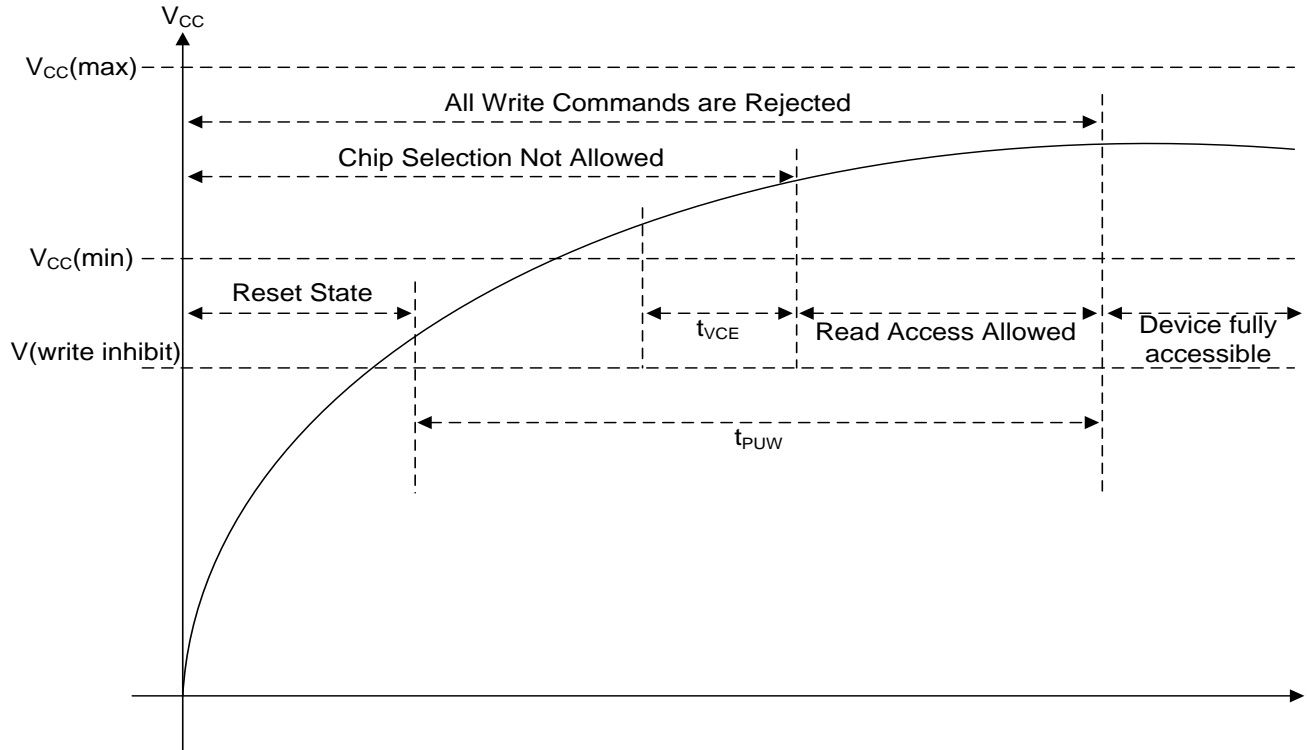 VCC
VCC(max)
All Write Commands are Rejected
Chip Selection Not Allowed
VCC(min)
Reset State
tVCE
Read Access Allowed
Device fully
accessible
V(write inhibit)
tPUW